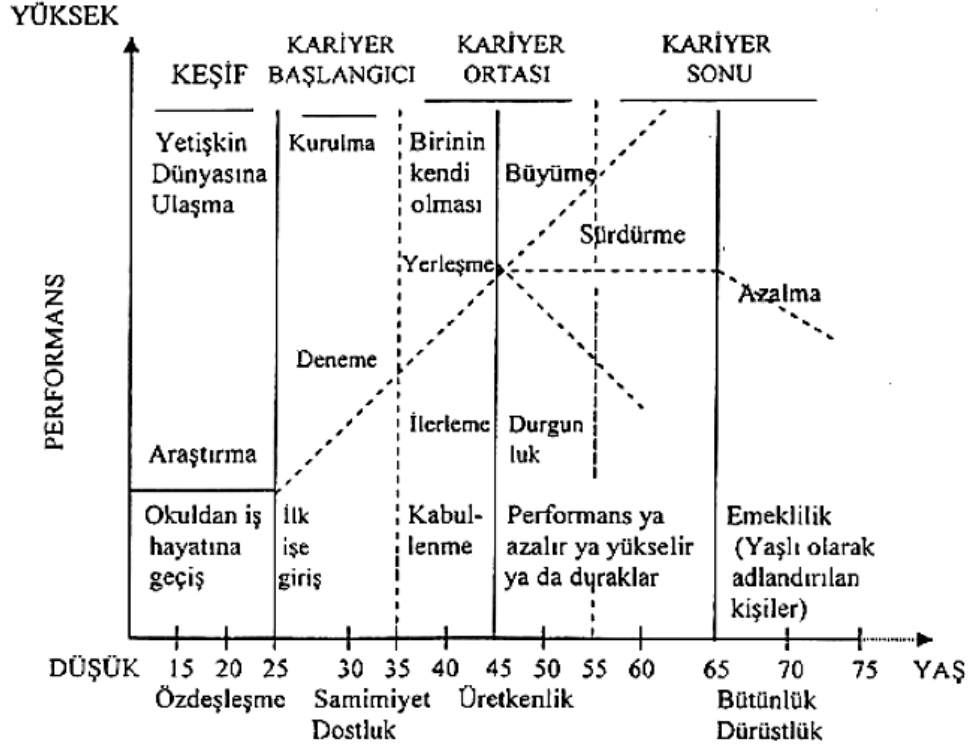 YÜKSEK
KEŞİF
KARİYER
BAŞLANGICI
KARİYER
ORTASI
KARİYER
SONU
Yetişkin
Dünyasına
Ulaşma
Kurulma
Birinin
kendi
olması
Büyüme
Sürdürme
Yerleşme
Azalma
PERFORMANS
Deneme
Araştırma
İlerleme
Durgun
luk
Okuldan iş
hayatına
geçiş
İlk
işe
giriş
Kabul-
lenme
Performans ya
azalır ya yükselir
ya da duraklar
Emeklilik
(Yaşlı olarak
adlandırılan
kişiler)
DÜŞÜK 15 20 25 30 35 40 45 50 55 60 65 70 75 YAŞ
Özdeşleşme
Samimiyet
Dostluk
Üretkenlik
Bütünlük
Dürüstlük